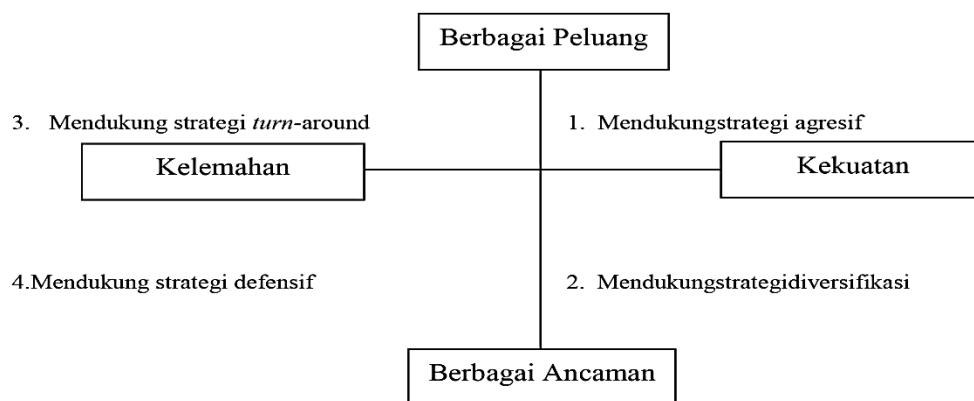 Berbagai Peluang
3. Mendukung strategi turn-around
1. Mendukungstrategi agresif
Kelemahan
Kekuatan
4.Mendukung strategi defensif
2. Mendukungstrategidiversifikasi
Berbagai Ancaman